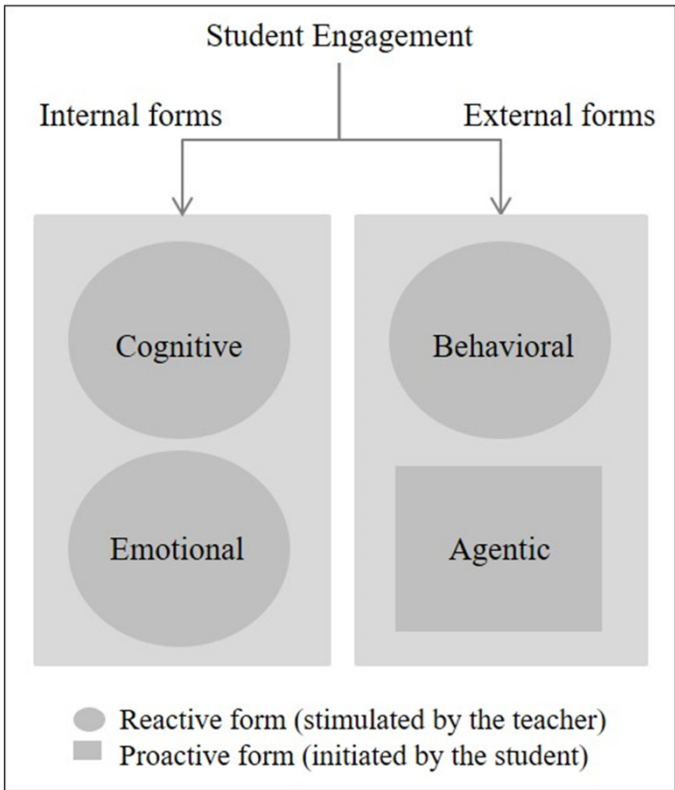 Student Engagement
Internal forms
External forms
Cognitive
Behavioral
Emotional
Agentic
Reactive form (stimulated by the teacher)
Proactive form (initiated by the student)